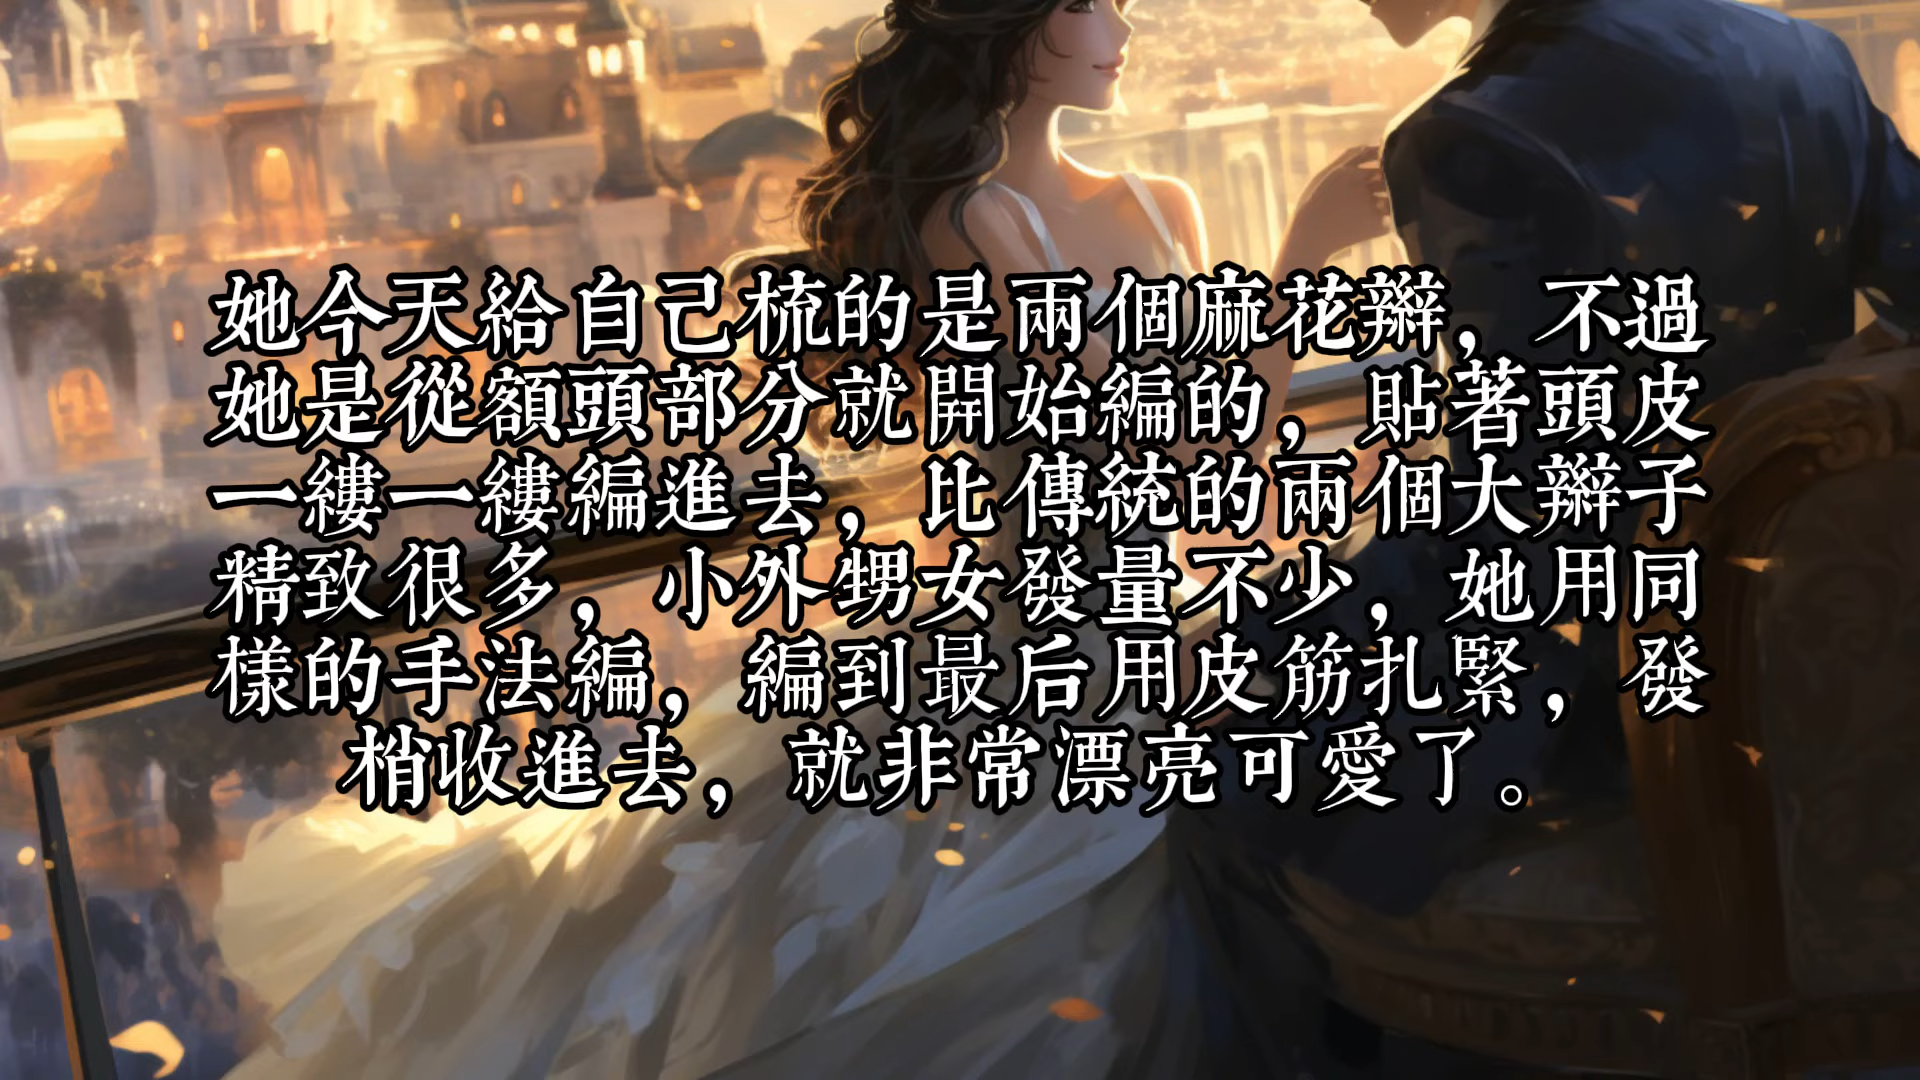 她今天給自己梳的是兩個麻花辮，不過
她是從額頭部分就開始編的，貼著頭皮
一縷一縷編進去，比傳統的兩個大辮子
精致很多，小外甥女發量不少，她用同
樣的手法編，編到最后用皮筋扎緊，發
梢收進去，就非常漂亮可愛了。